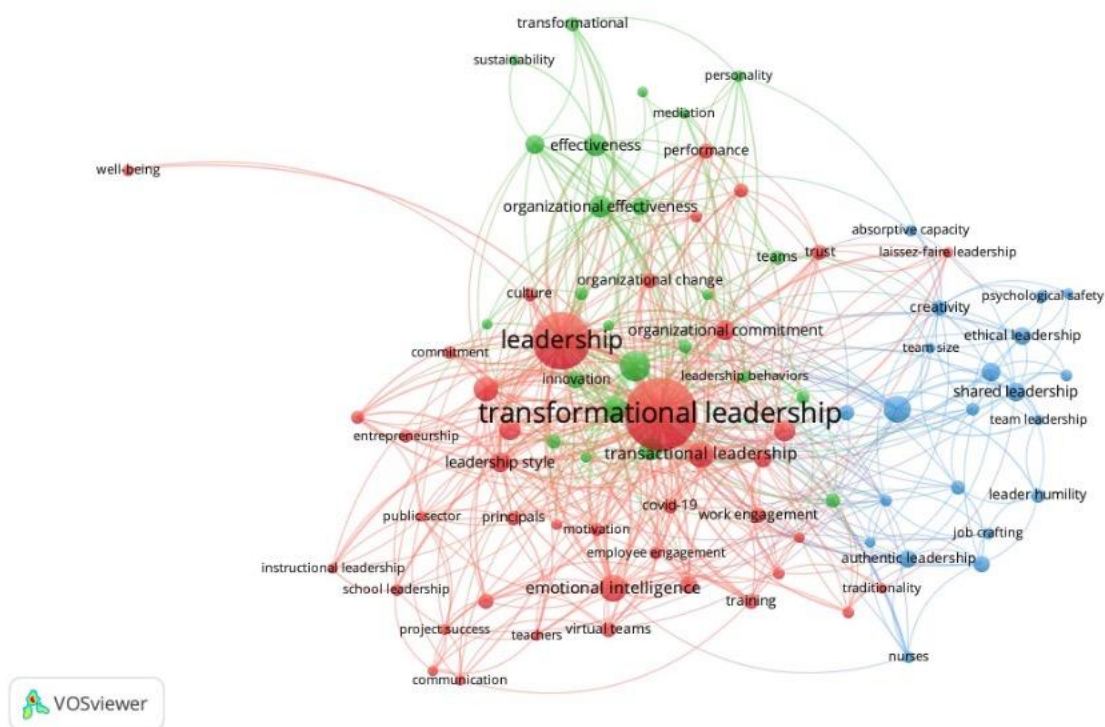 transformational
sustainability
personality
mediation
effectiveness
performance
well-being
organizational effectiveness
absorptive capacity
teams
trust
laissez-faire leadership
organizational change
culture
psychological safety
creativity
organizational commitment
ethical leadership
leadership
team size
commitment
innovation
leadership behaviors
shared leadership
transformational leadership
team leadership
entrepreneurship
transactional leadership
leadership style
leader humility
covid-19
public sector
principals
work engagement
motivation
job crafting
employee engagement
authentic leadership
instructional leadership
school leadership
emotional intelligence
traditionality
training
project success
teachers
virtual teams
nurses
communication
VOSviewer